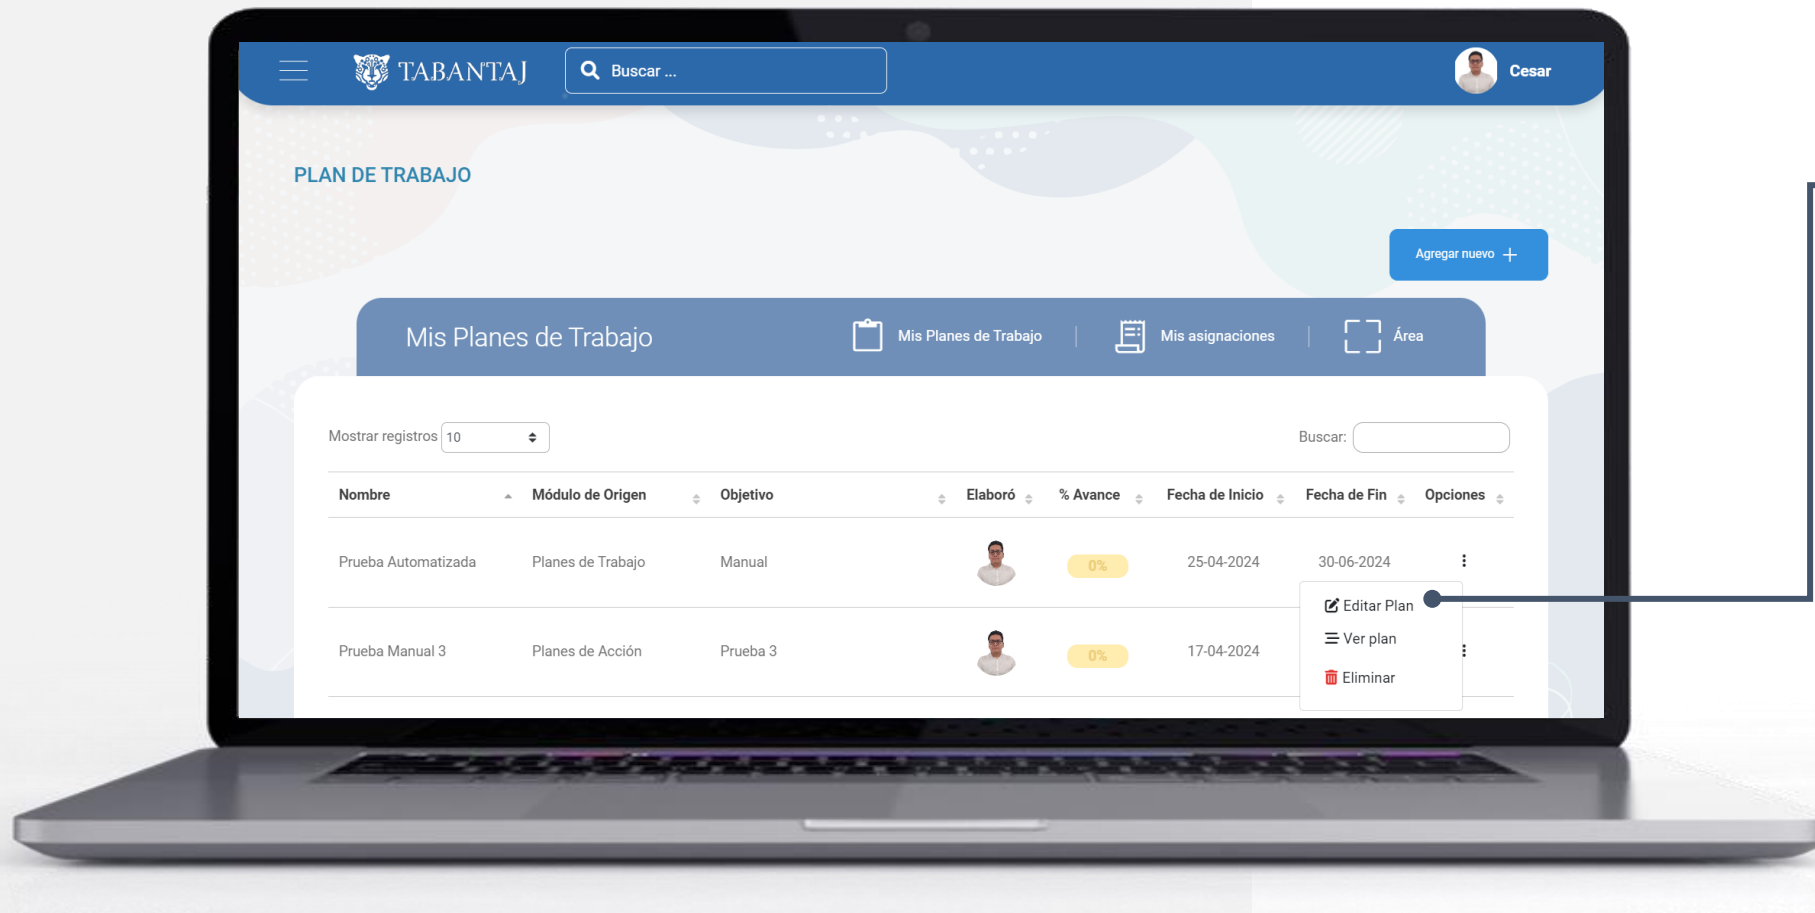 TABANTAJ
Buscar ...
Cesar
PLAN DE TRABAJO
Agregar nuevo +
Mis Planes de Trabajo
Mis Planes de Trabajo
Mis asignaciones
Área
Mostrar registros 10
Buscar:
Nombre Módulo de Origen Objetivo Elaboró % Avance Fecha de Inicio Fecha de Fin Opciones
Prueba Automatizada Planes de Trabajo Manual 0% 25-04-2024 30-06-2024
Editar Plan
Ver plan
Eliminar
Prueba Manual 3 Planes de Acción Prueba 3 0% 17-04-2024